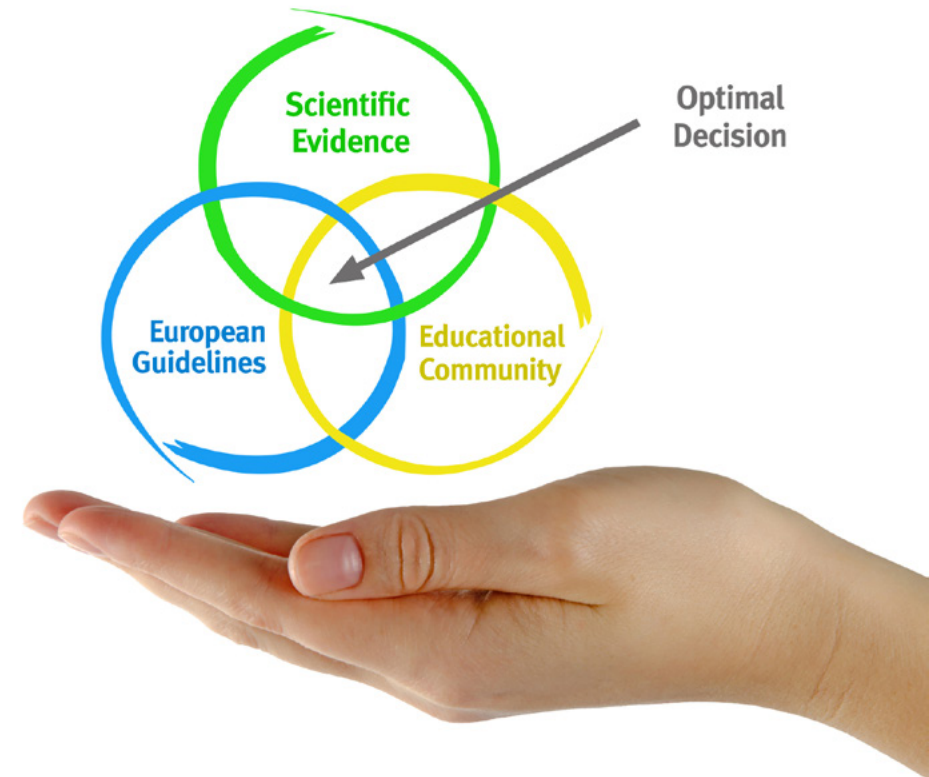 Scientific
Evidence
Optimal
Decision
European
Guidelines
Educational
Community